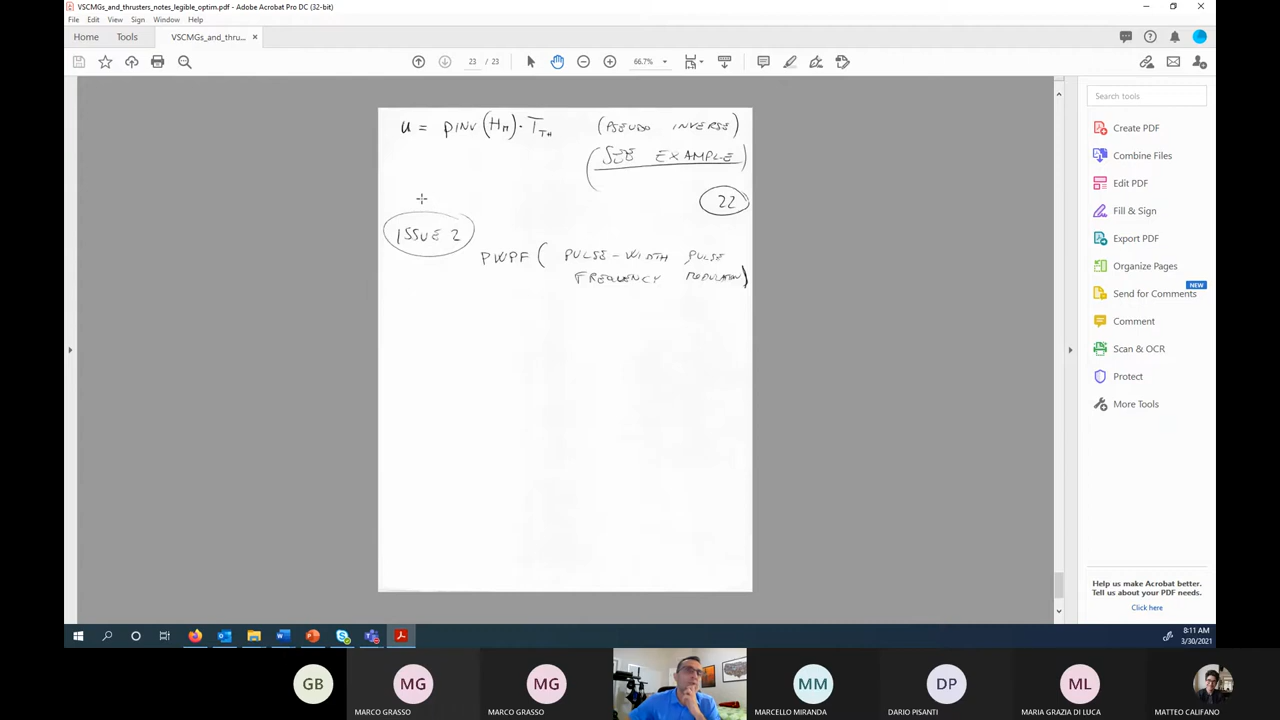 VSCMGs_and_thrusters_notes_legible_optim.pdf - Adobe Acrobat Pro DC (32-bit)
File Edit View Sign Window Help
Home Tools VSCMGs_and_thru... ×
23 / 23 66.7%
u = PINV (H_M) · T_TH (PSEUDO INVERSE)
(SEE EXAMPLE)
22
ISSUE 2
PWPF ( PULSE-WIDTH PULSE
FREQUENCY MODULATION)
Search tools
Create PDF
Combine Files
Edit PDF
Fill & Sign
Export PDF
Organize Pages
NEW
Send for Comments
Comment
Scan & OCR
Protect
More Tools
Help us make Acrobat better.
Tell us about your PDF needs.
Click here
8:11 AM
3/30/2021
GB MG MG MM DP ML
MARCO GRASSO MARCO GRASSO MARCELLO MIRANDA DARIO PISANTI MARIA GRAZIA DI LUCA MATTEO CALIFANO